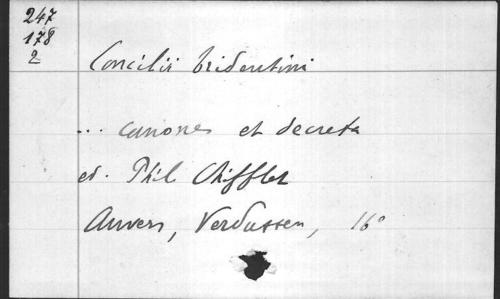 247
178
2
Concilii tridentini
... canones et decreta
ed. Phil Chifflet
Anvers, Verdussen, 16°